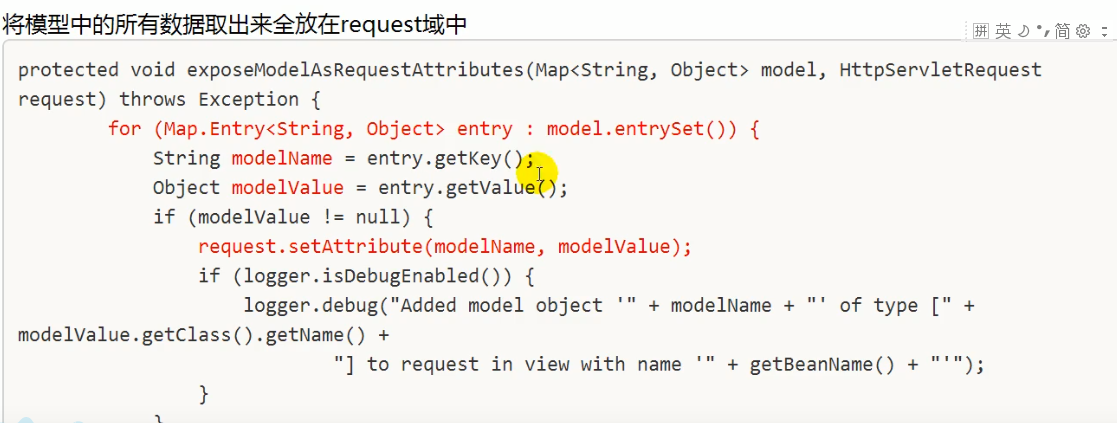 将模型中的所有数据取出来全放在request域中
拼 英 简
protected void exposeModelAsRequestAttributes(Map<String, Object> model, HttpServletRequest
request) throws Exception {
for (Map.Entry<String, Object> entry : model.entrySet()) {
String modelName = entry.getKey();
Object modelValue = entry.getValue();
if (modelValue != null) {
request.setAttribute(modelName, modelValue);
if (logger.isDebugEnabled()) {
logger.debug("Added model object '" + modelName + "' of type [" +
modelValue.getClass().getName() +
"] to request in view with name '" + getBeanName() + "'");
}
}